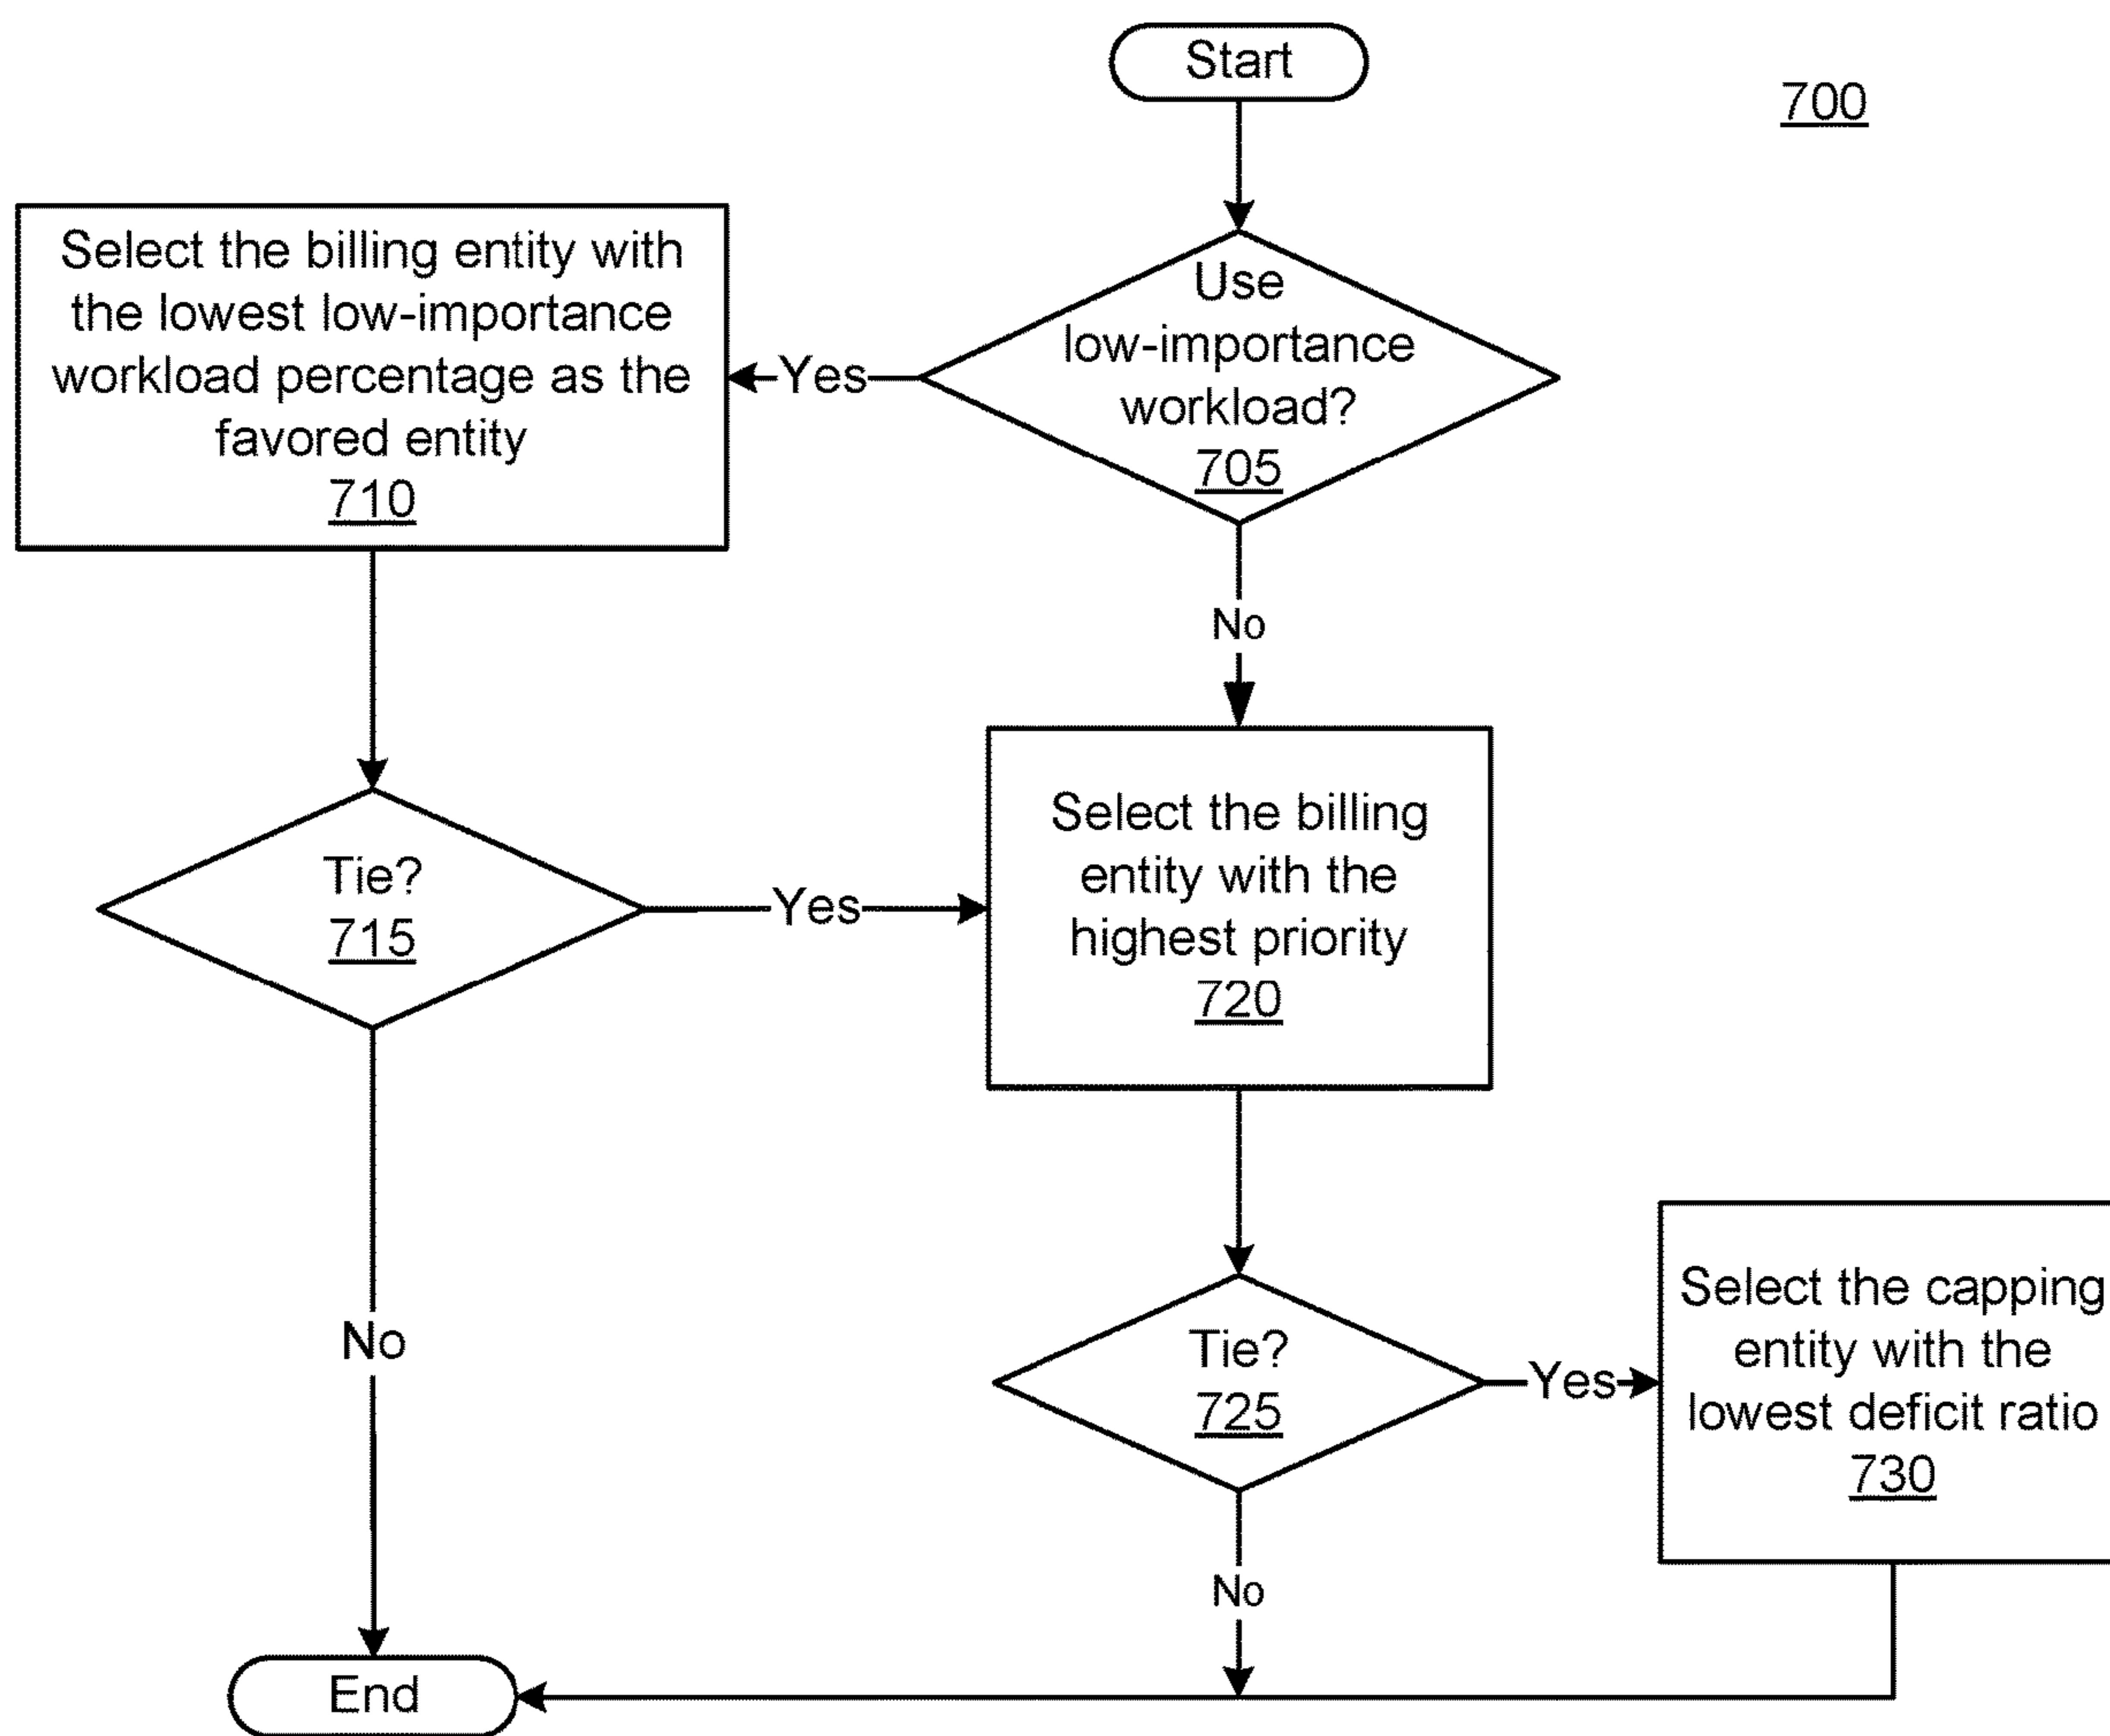 Start
700
Use
low-importance
workload?
705
Yes
Select the billing entity with
the lowest low-importance
workload percentage as the
favored entity
710
No
Tie?
715
Yes
Select the billing
entity with the
highest priority
720
Tie?
725
Yes
Select the capping
entity with the
lowest deficit ratio
730
No
No
End